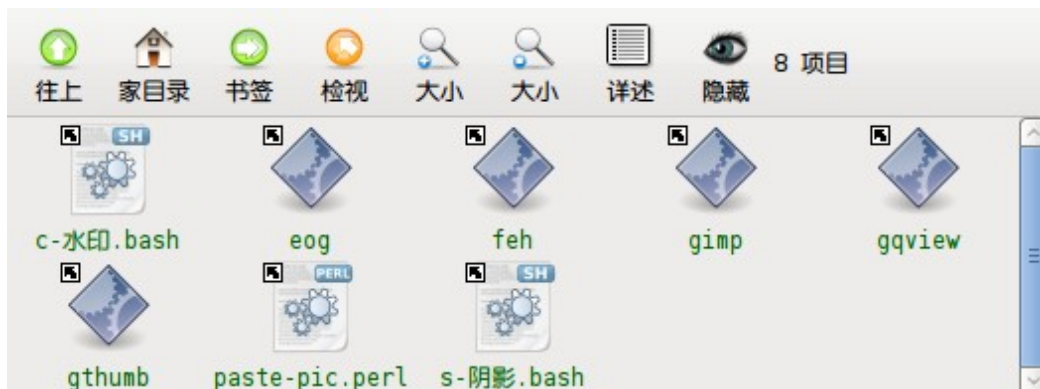 往上 家目录 书签 检视 大小 大小 详述 隐藏 8 项目
SH
c-水印.bash eog feh gimp gqview
PERL SH
gthumb paste-pic.perl s-阴影.bash